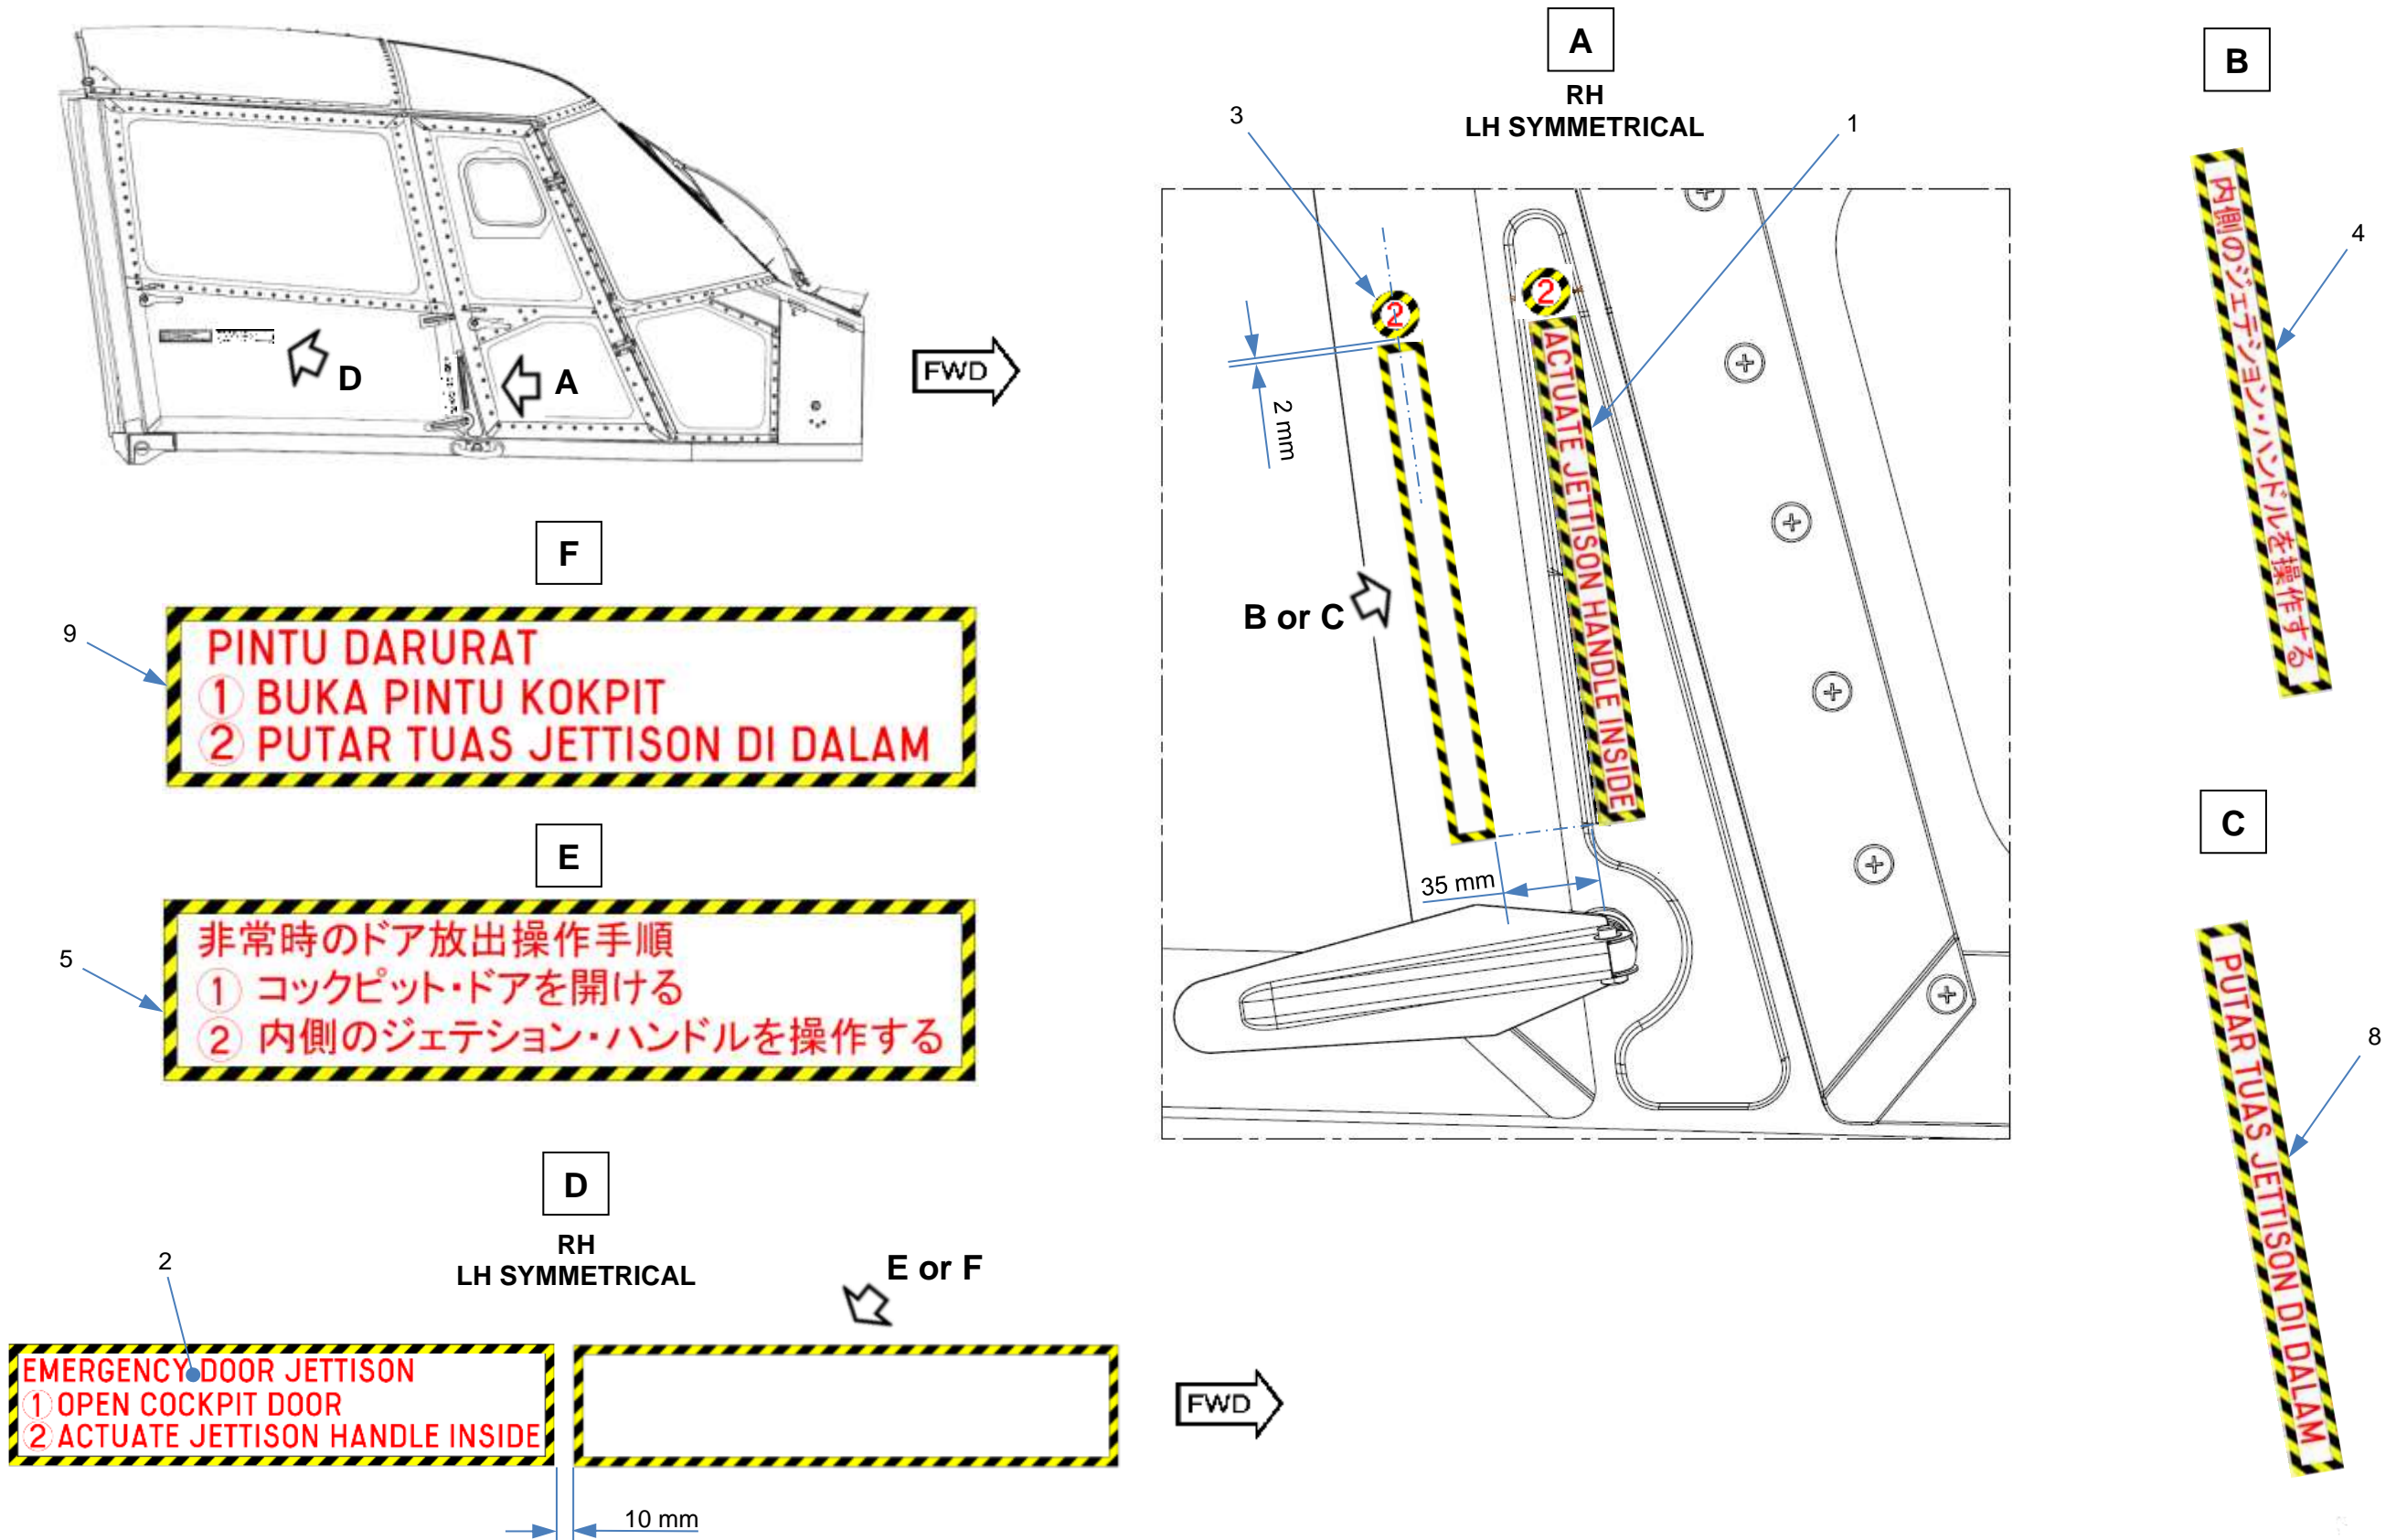 A
RH
LH SYMMETRICAL
B
3
1
4
2
2
ACTUATE JETTISON HANDLE INSIDE
内側のジェテション・ハンドルを操作する
D
A
FWD
2 mm
B or C
35 mm
F
9
PINTU DARURAT
1 BUKA PINTU KOKPIT
2 PUTAR TUAS JETTISON DI DALAM
E
5
非常時のドア放出操作手順
1 コックピット・ドアを開ける
2 内側のジェテション・ハンドルを操作する
C
8
PUTAR TUAS JETTISON DI DALAM
D
RH
LH SYMMETRICAL
2
E or F
EMERGENCY DOOR JETTISON
1 OPEN COCKPIT DOOR
2 ACTUATE JETTISON HANDLE INSIDE
FWD
10 mm